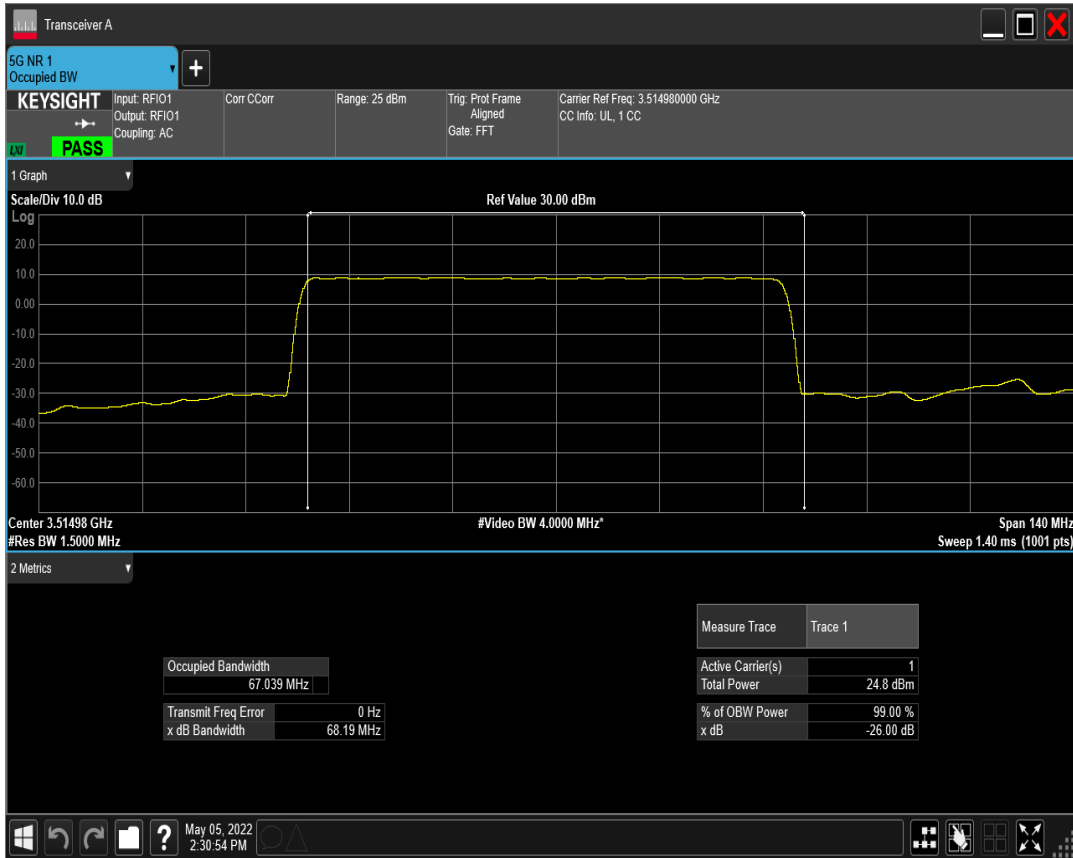 Transceiver A
5G NR 1
Occupied BW
+
KEYSIGHT
LXI
PASS
Input: RFIO1
Output: RFIO1
Coupling: AC
Corr CCorr
Range: 25 dBm
Trig: Prot Frame
Aligned
Gate: FFT
Carrier Ref Freq: 3.514980000 GHz
CC Info: UL, 1 CC
1 Graph
Scale/Div 10.0 dB
Ref Value 30.00 dBm
Log
20.0
10.0
0.00
-10.0
-20.0
-30.0
-40.0
-50.0
-60.0
Center 3.51498 GHz
#Video BW 4.0000 MHz*
Span 140 MHz
#Res BW 1.5000 MHz
Sweep 1.40 ms (1001 pts)
2 Metrics
Measure Trace Trace 1
Occupied Bandwidth
67.039 MHz
Active Carrier(s) 1
Total Power 24.8 dBm
Transmit Freq Error 0 Hz
x dB Bandwidth 68.19 MHz
% of OBW Power 99.00 %
x dB -26.00 dB
?
May 05, 2022
2:30:54 PM